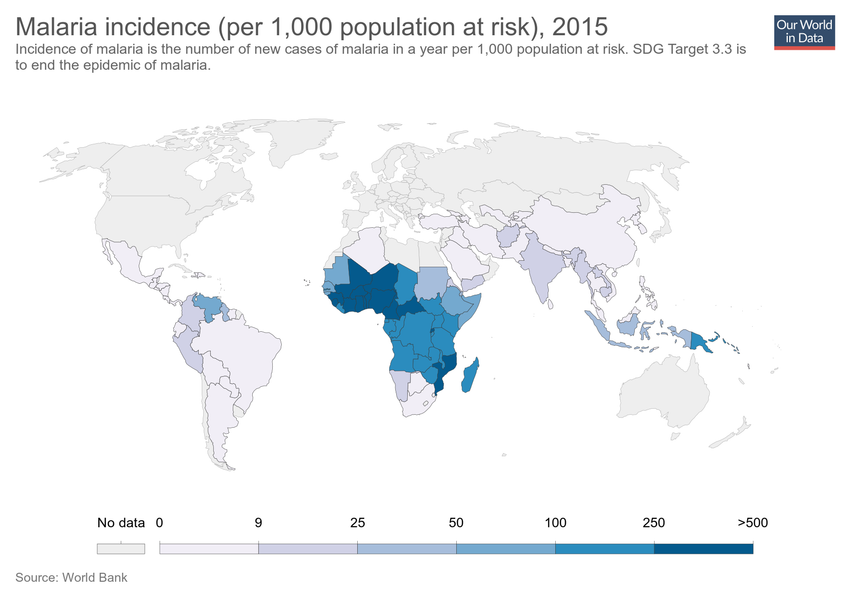 Malaria incidence (per 1,000 population at risk), 2015
Incidence of malaria is the number of new cases of malaria in a year per 1,000 population at risk. SDG Target 3.3 is
to end the epidemic of malaria.
Our World
in Data
No data 0 9 25 50 100 250 >500
Source: World Bank